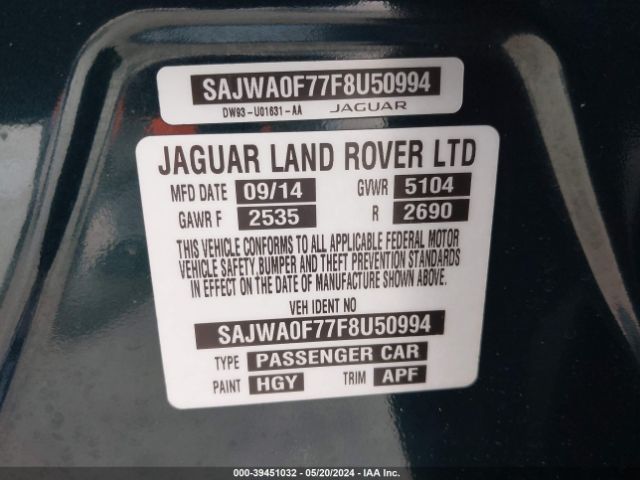 SAJWA0F77F8U50994
DW93-U01631-AA JAGUAR
JAGUAR LAND ROVER LTD
MFD DATE 09/14 GVWR 5104
GAWR F 2535 R 2690
THIS VEHICLE CONFORMS TO ALL APPLICABLE FEDERAL MOTOR
VEHICLE SAFETY,BUMPER AND THEFT PREVENTION STANDARDS
IN EFFECT ON THE DATE OF MANUFACTURE SHOWN ABOVE.
VEH IDENT NO
SAJWA0F77F8U50994
TYPE PASSENGER CAR
PAINT HGY TRIM APF
000-39451032 - 05/20/2024 - IAA Inc.